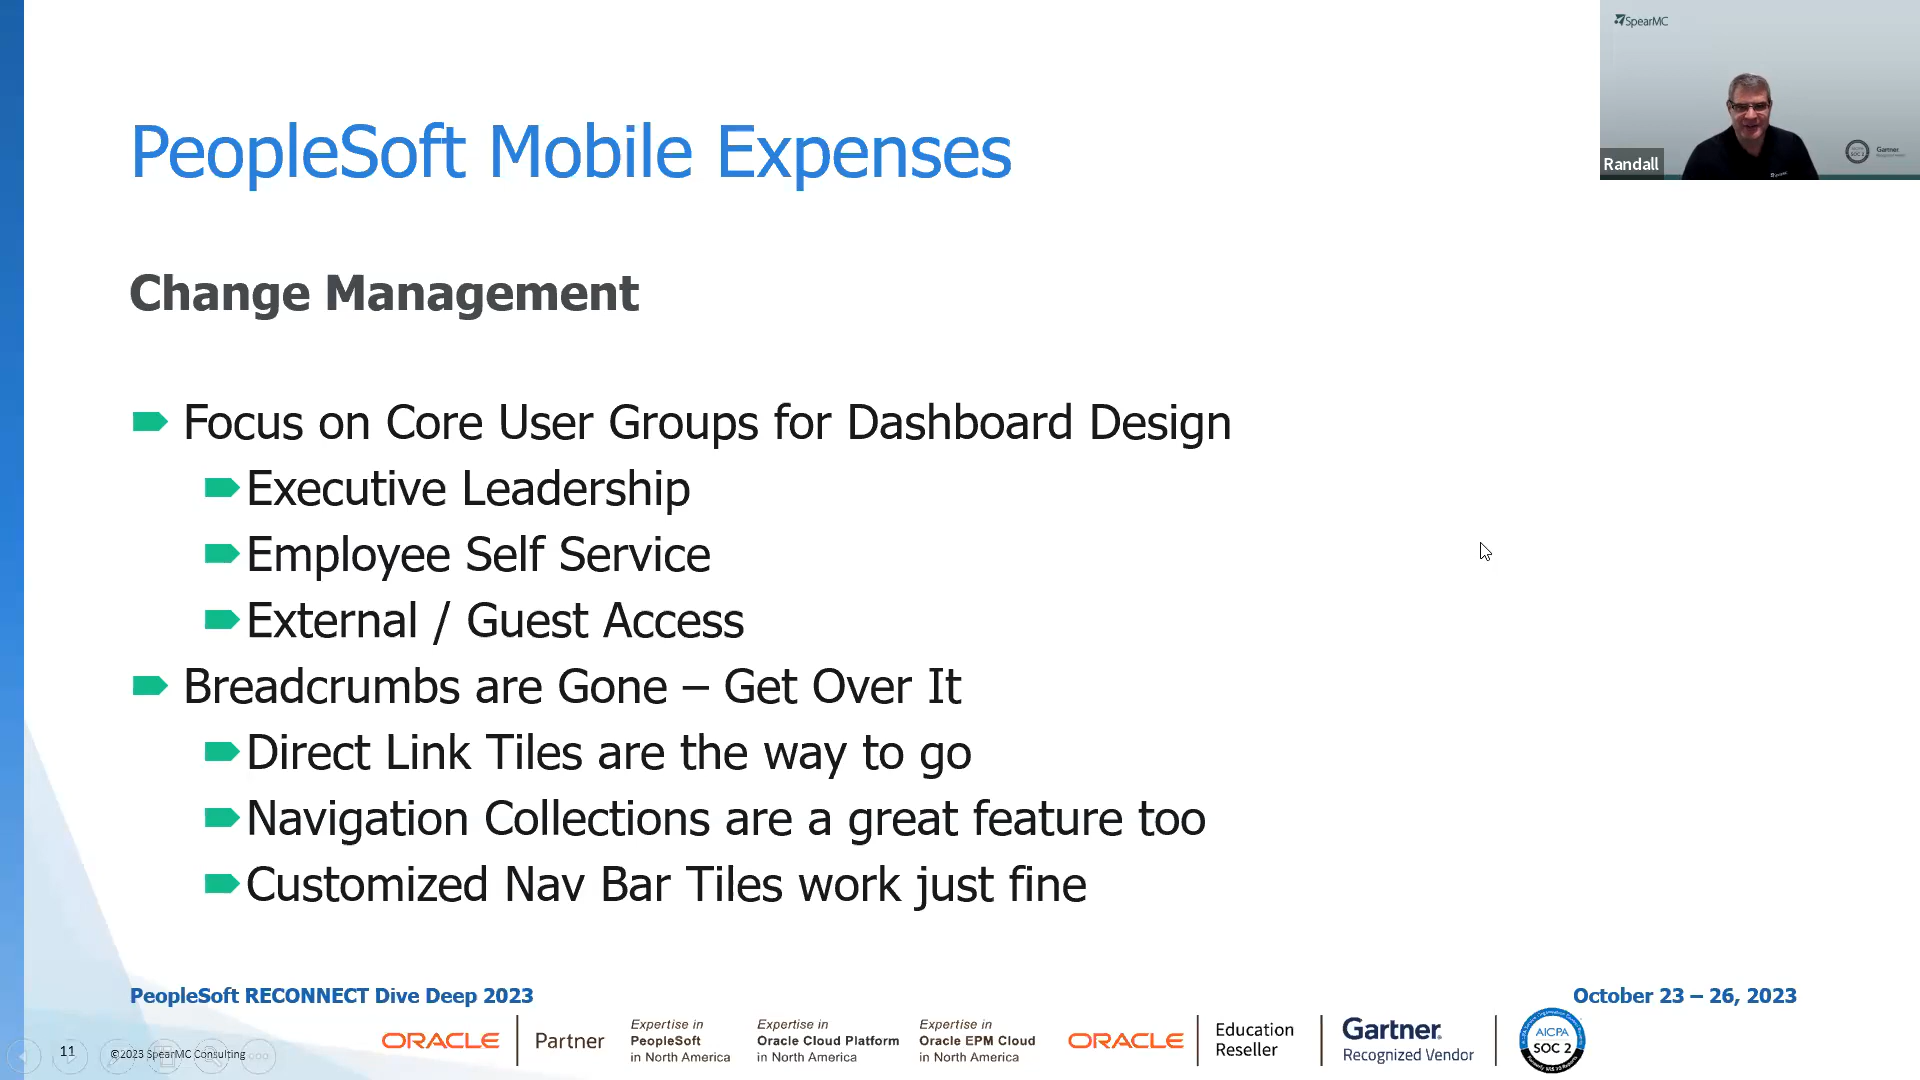 SpearMC
Randall
Gartner
PeopleSoft Mobile Expenses
Change Management
Focus on Core User Groups for Dashboard Design
Executive Leadership
Employee Self Service
External / Guest Access
Breadcrumbs are Gone – Get Over It
Direct Link Tiles are the way to go
Navigation Collections are a great feature too
Customized Nav Bar Tiles work just fine
PeopleSoft RECONNECT Dive Deep 2023
October 23 – 26, 2023
11
©2023 SpearMC Consulting
ORACLE
Partner
Expertise in
PeopleSoft
in North America
Expertise in
Oracle Cloud Platform
in North America
Expertise in
Oracle EPM Cloud
in North America
ORACLE
Education
Reseller
Gartner
Recognized Vendor
AICPA
SOC 2